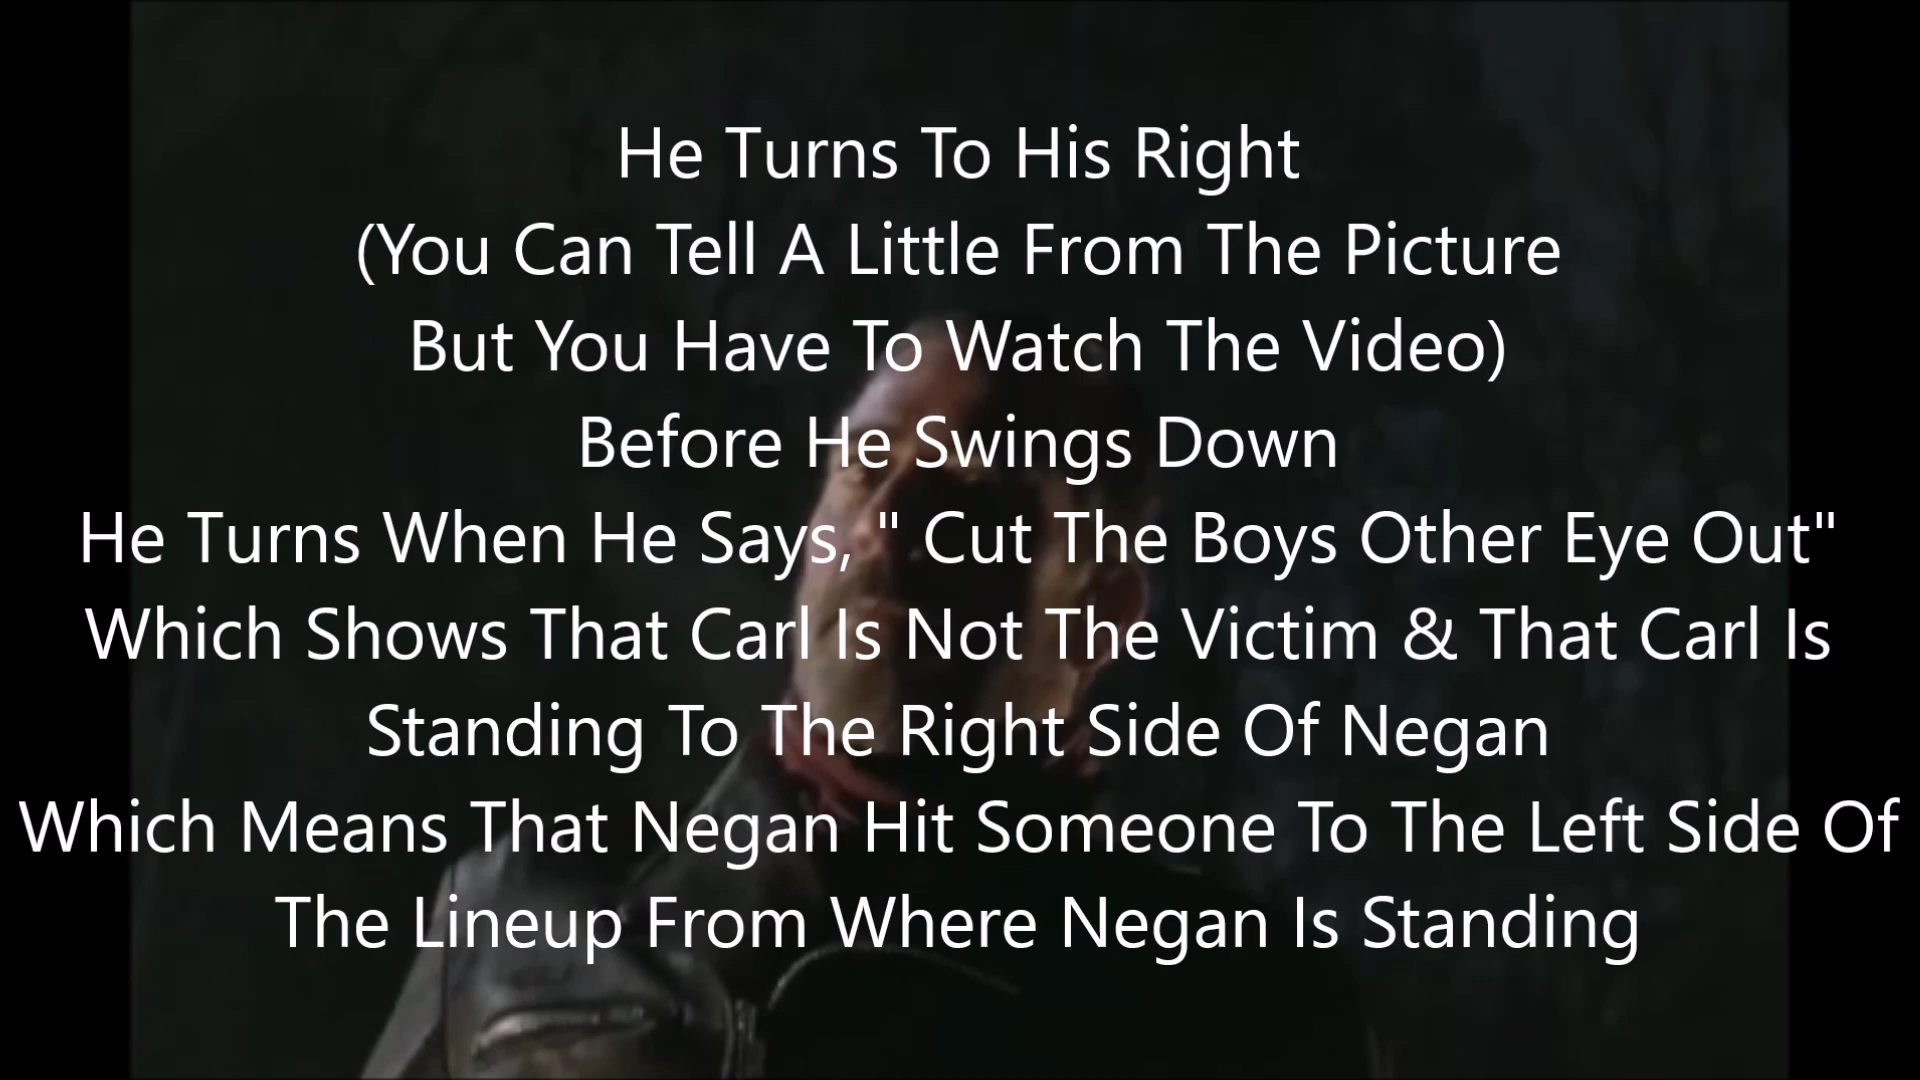 He Turns To His Right
(You Can Tell A Little From The Picture
But You Have To Watch The Video)
Before He Swings Down
He Turns When He Says, " Cut The Boys Other Eye Out"
Which Shows That Carl Is Not The Victim & That Carl Is
Standing To The Right Side Of Negan
Which Means That Negan Hit Someone To The Left Side Of
The Lineup From Where Negan Is Standing